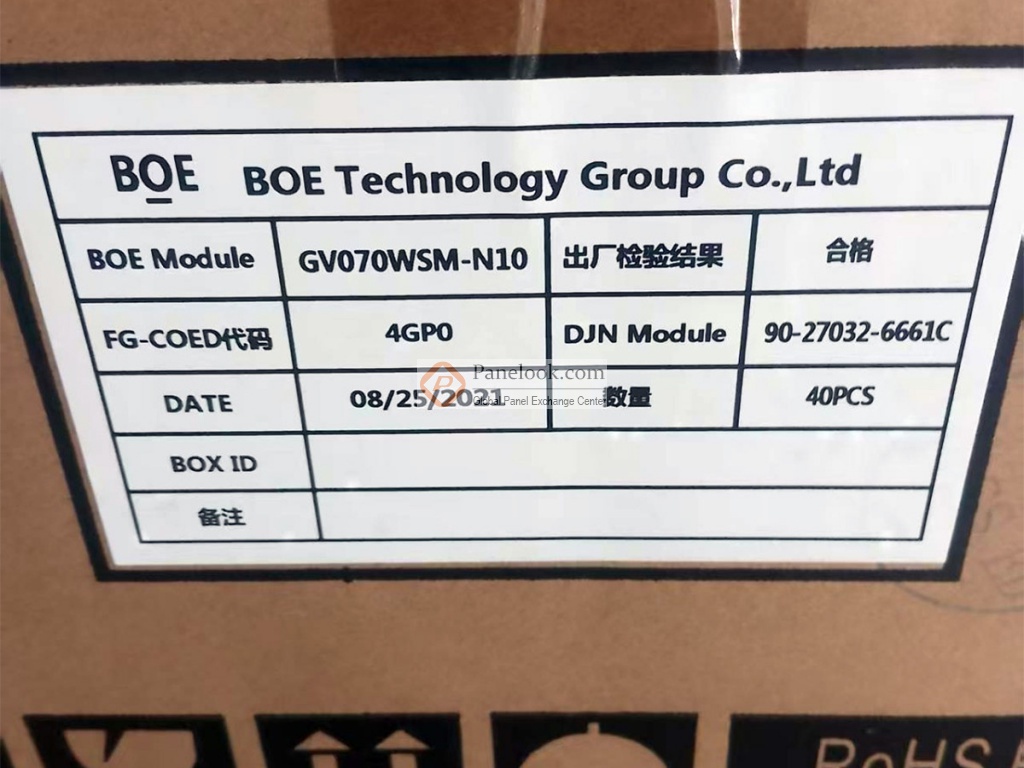 BOE BOE Technology Group Co.,Ltd
BOE Module GV070WSM-N10 出厂检验结果 合格
FG-COED代码 4GP0 DJN Module 90-27032-6661C
Panelook.com
Global Panel Exchange Center
DATE 08/25/2021 数量 40PCS
BOX ID
备注
RoHS